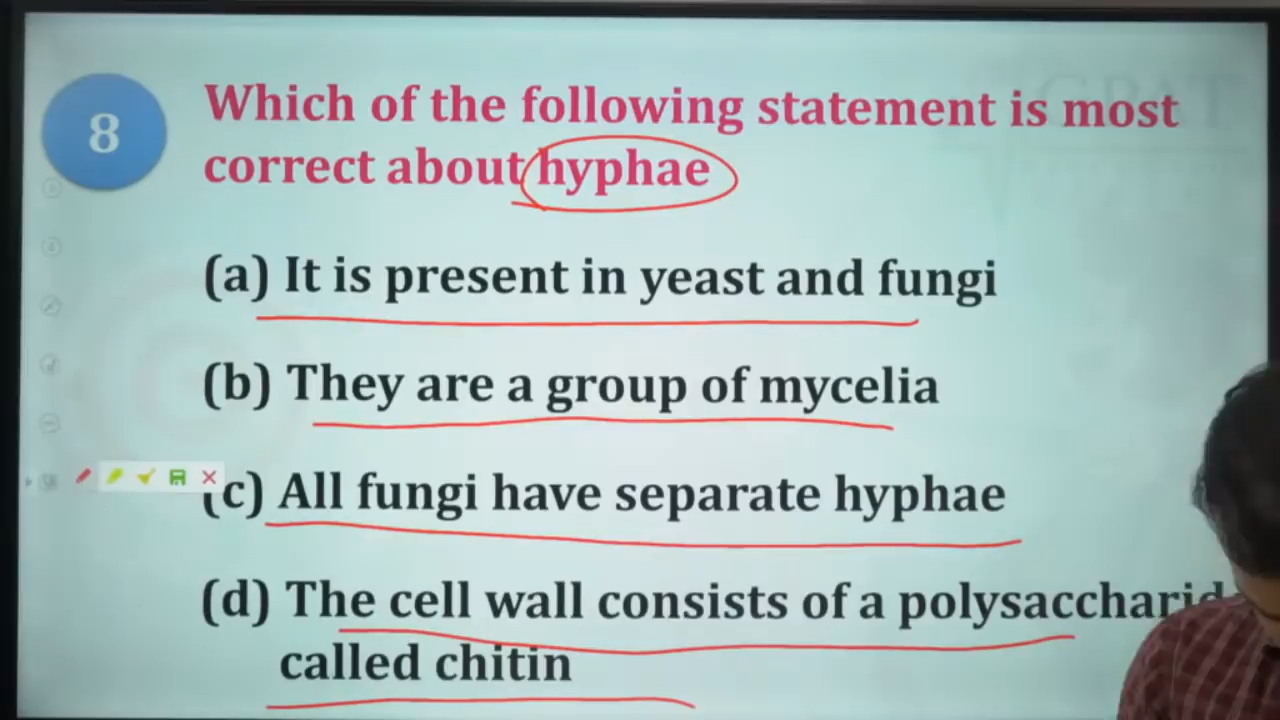 8
Which of the following statement is most
correct about hyphae
(a) It is present in yeast and fungi
(b) They are a group of mycelia
(c) All fungi have separate hyphae
(d) The cell wall consists of a polysaccharid
called chitin